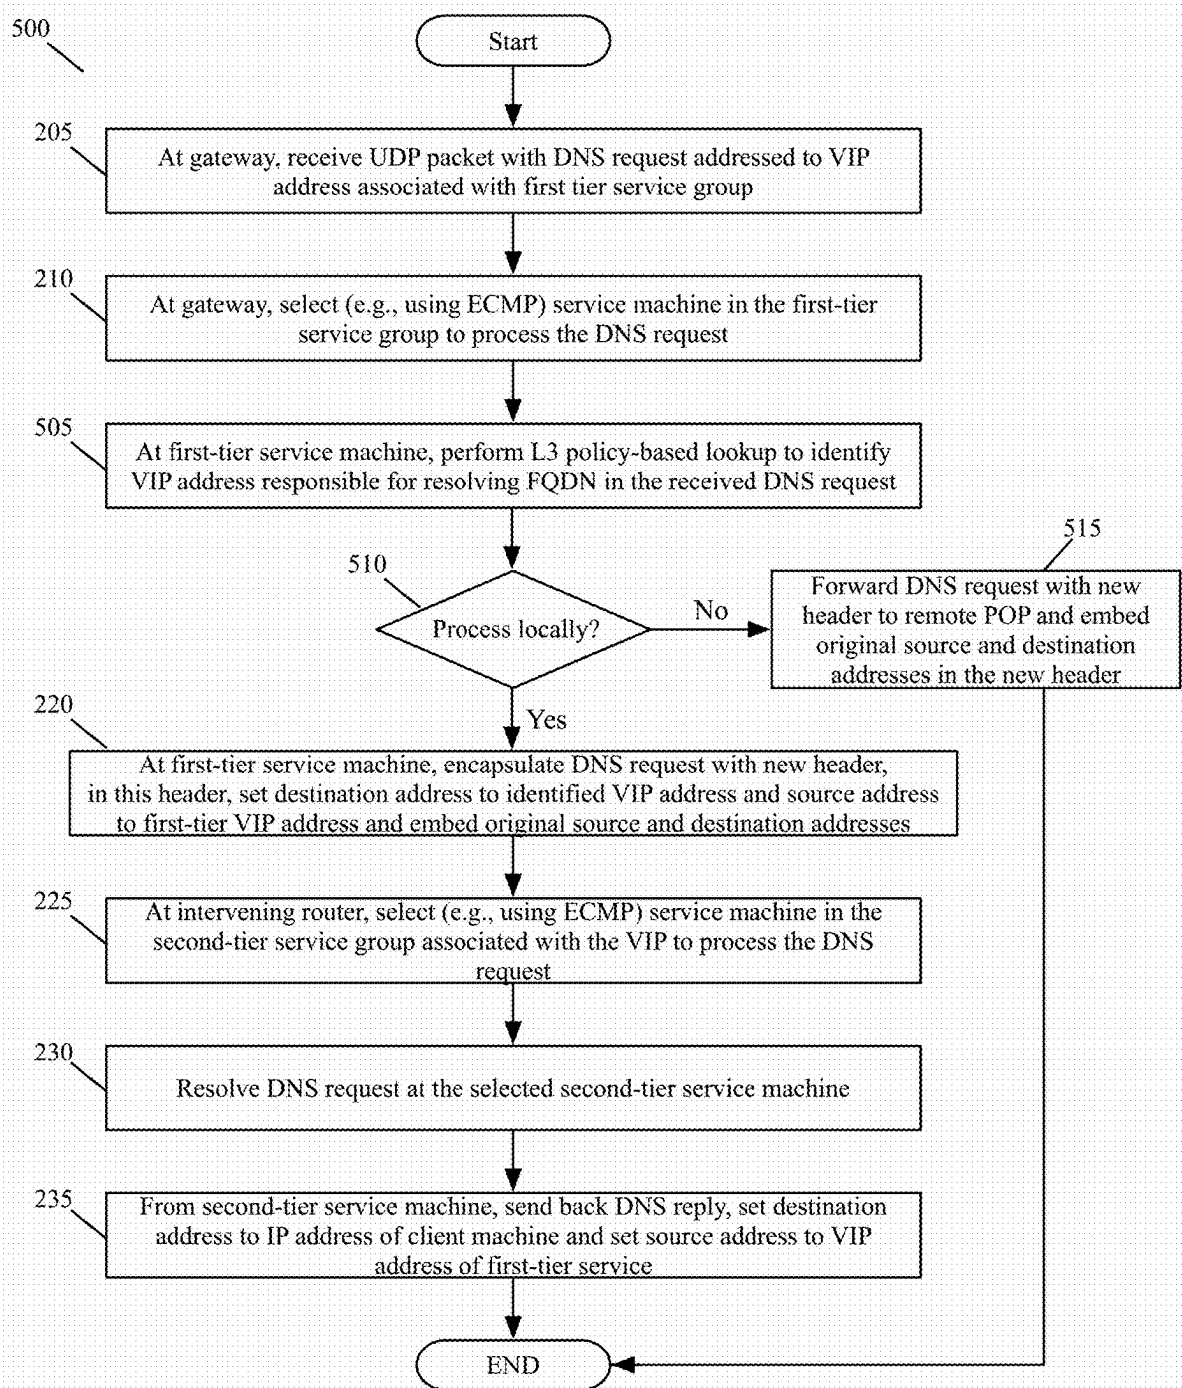 500
Start
205
At gateway, receive UDP packet with DNS request addressed to VIP
address associated with first tier service group
210
At gateway, select (e.g., using ECMP) service machine in the first-tier
service group to process the DNS request
505
At first-tier service machine, perform L3 policy-based lookup to identify
VIP address responsible for resolving FQDN in the received DNS request
510
Process locally?
No
515
Forward DNS request with new
header to remote POP and embed
original source and destination
addresses in the new header
Yes
220
At first-tier service machine, encapsulate DNS request with new header,
in this header, set destination address to identified VIP address and source address
to first-tier VIP address and embed original source and destination addresses
225
At intervening router, select (e.g., using ECMP) service machine in the
second-tier service group associated with the VIP to process the DNS
request
230
Resolve DNS request at the selected second-tier service machine
235
From second-tier service machine, send back DNS reply, set destination
address to IP address of client machine and set source address to VIP
address of first-tier service
END